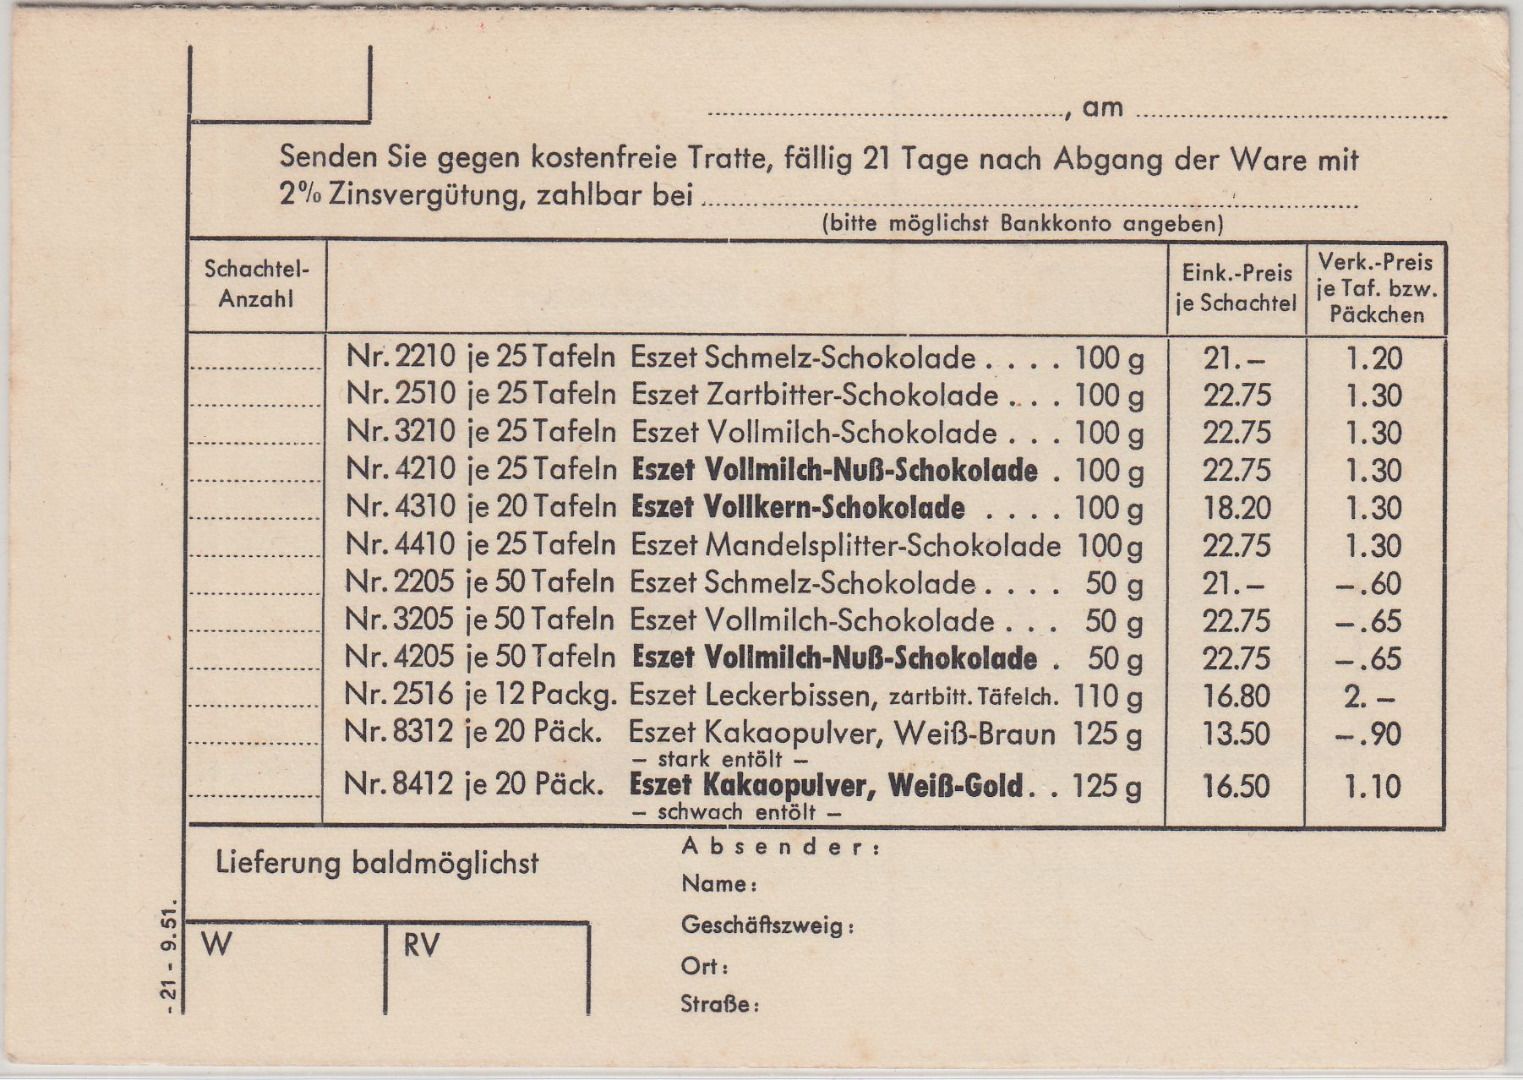 , am
Senden Sie gegen kostenfreie Tratte, fällig 21 Tage nach Abgang der Ware mit
2% Zinsvergütung, zahlbar bei
(bitte möglichst Bankkonto angeben)
Schachtel-Anzahl Eink.-Preis je Schachtel Verk.-Preis je Taf. bzw. Päckchen
Nr. 2210 je 25 Tafeln Eszet Schmelz-Schokolade . . . . 100 g 21.– 1.20
Nr. 2510 je 25 Tafeln Eszet Zartbitter-Schokolade . . . 100 g 22.75 1.30
Nr. 3210 je 25 Tafeln Eszet Vollmilch-Schokolade . . . 100 g 22.75 1.30
Nr. 4210 je 25 Tafeln Eszet Vollmilch-Nuß-Schokolade . 100 g 22.75 1.30
Nr. 4310 je 20 Tafeln Eszet Vollkern-Schokolade . . . . 100 g 18.20 1.30
Nr. 4410 je 25 Tafeln Eszet Mandelsplitter-Schokolade 100 g 22.75 1.30
Nr. 2205 je 50 Tafeln Eszet Schmelz-Schokolade . . . . 50 g 21.– –.60
Nr. 3205 je 50 Tafeln Eszet Vollmilch-Schokolade . . . 50 g 22.75 –.65
Nr. 4205 je 50 Tafeln Eszet Vollmilch-Nuß-Schokolade . 50 g 22.75 –.65
Nr. 2516 je 12 Packg. Eszet Leckerbissen, zartbitt. Täfelch. 110 g 16.80 2.–
Nr. 8312 je 20 Päck. Eszet Kakaopulver, Weiß-Braun 125 g 13.50 –.90
– stark entölt –
Nr. 8412 je 20 Päck. Eszet Kakaopulver, Weiß-Gold . . 125 g 16.50 1.10
– schwach entölt –
Lieferung baldmöglichst
W RV
Absender:
Name:
Geschäftszweig:
Ort:
Straße:
- 21 - 9.51.